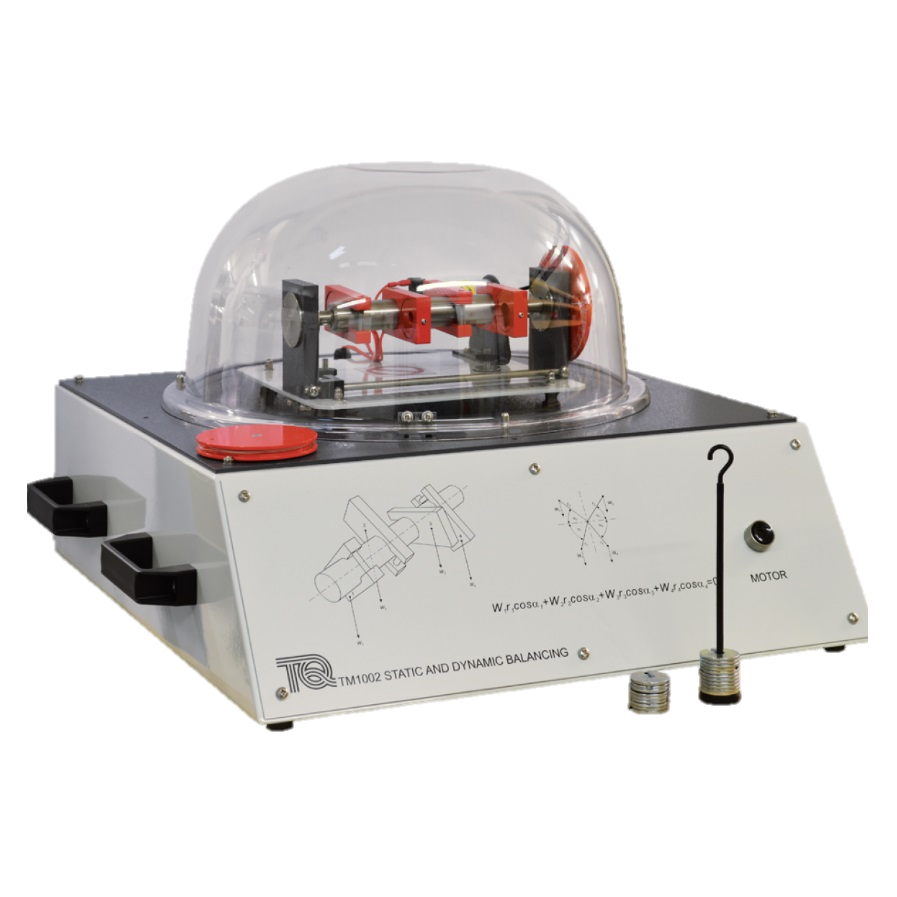 W₁r₁cosα₁+W₂r₂cosα₂+W₃r₃cosα₃+W₄r₄cosα₄=0
MOTOR
TQ TM1002 STATIC AND DYNAMIC BALANCING